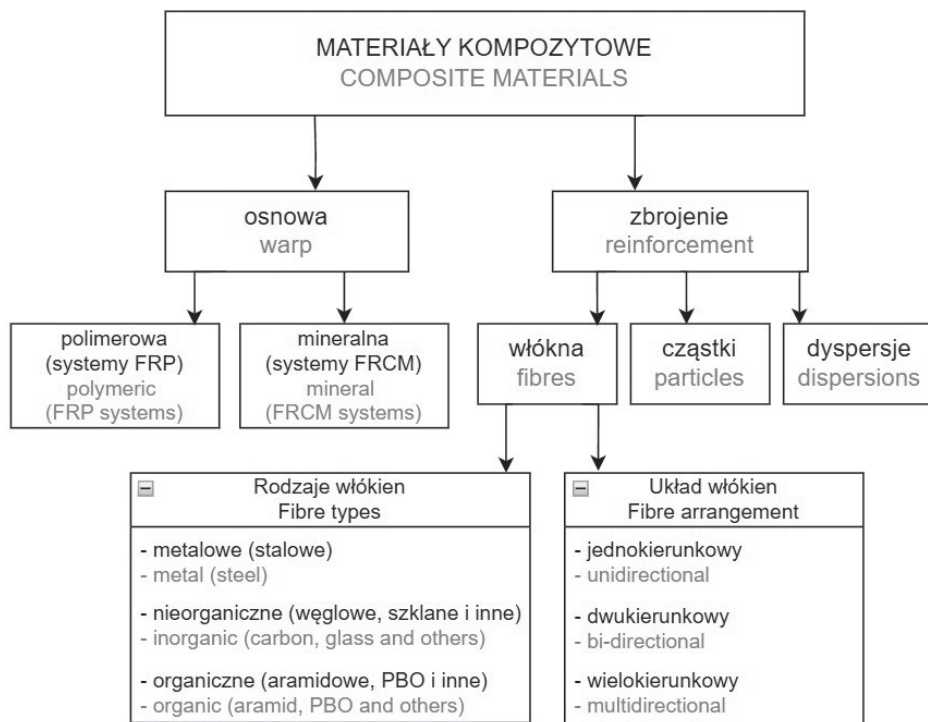 MATERIAŁY KOMPOZYTOWE
COMPOSITE MATERIALS
osnowa
warp
zbrojenie
reinforcement
polimerowa
(systemy FRP)
polymeric
(FRP systems)
mineralna
(systemy FRCM)
mineral
(FRCM systems)
włókna
fibres
cząstki
particles
dyspersje
dispersions
Rodzaje włókien
Fibre types
- metalowe (stalowe)
- metal (steel)
- nieorganiczne (węglowe, szklane i inne)
- inorganic (carbon, glass and others)
- organiczne (aramidowe, PBO i inne)
- organic (aramid, PBO and others)
Układ włókien
Fibre arrangement
- jednokierunkowy
- unidirectional
- dwukierunkowy
- bi-directional
- wielokierunkowy
- multidirectional